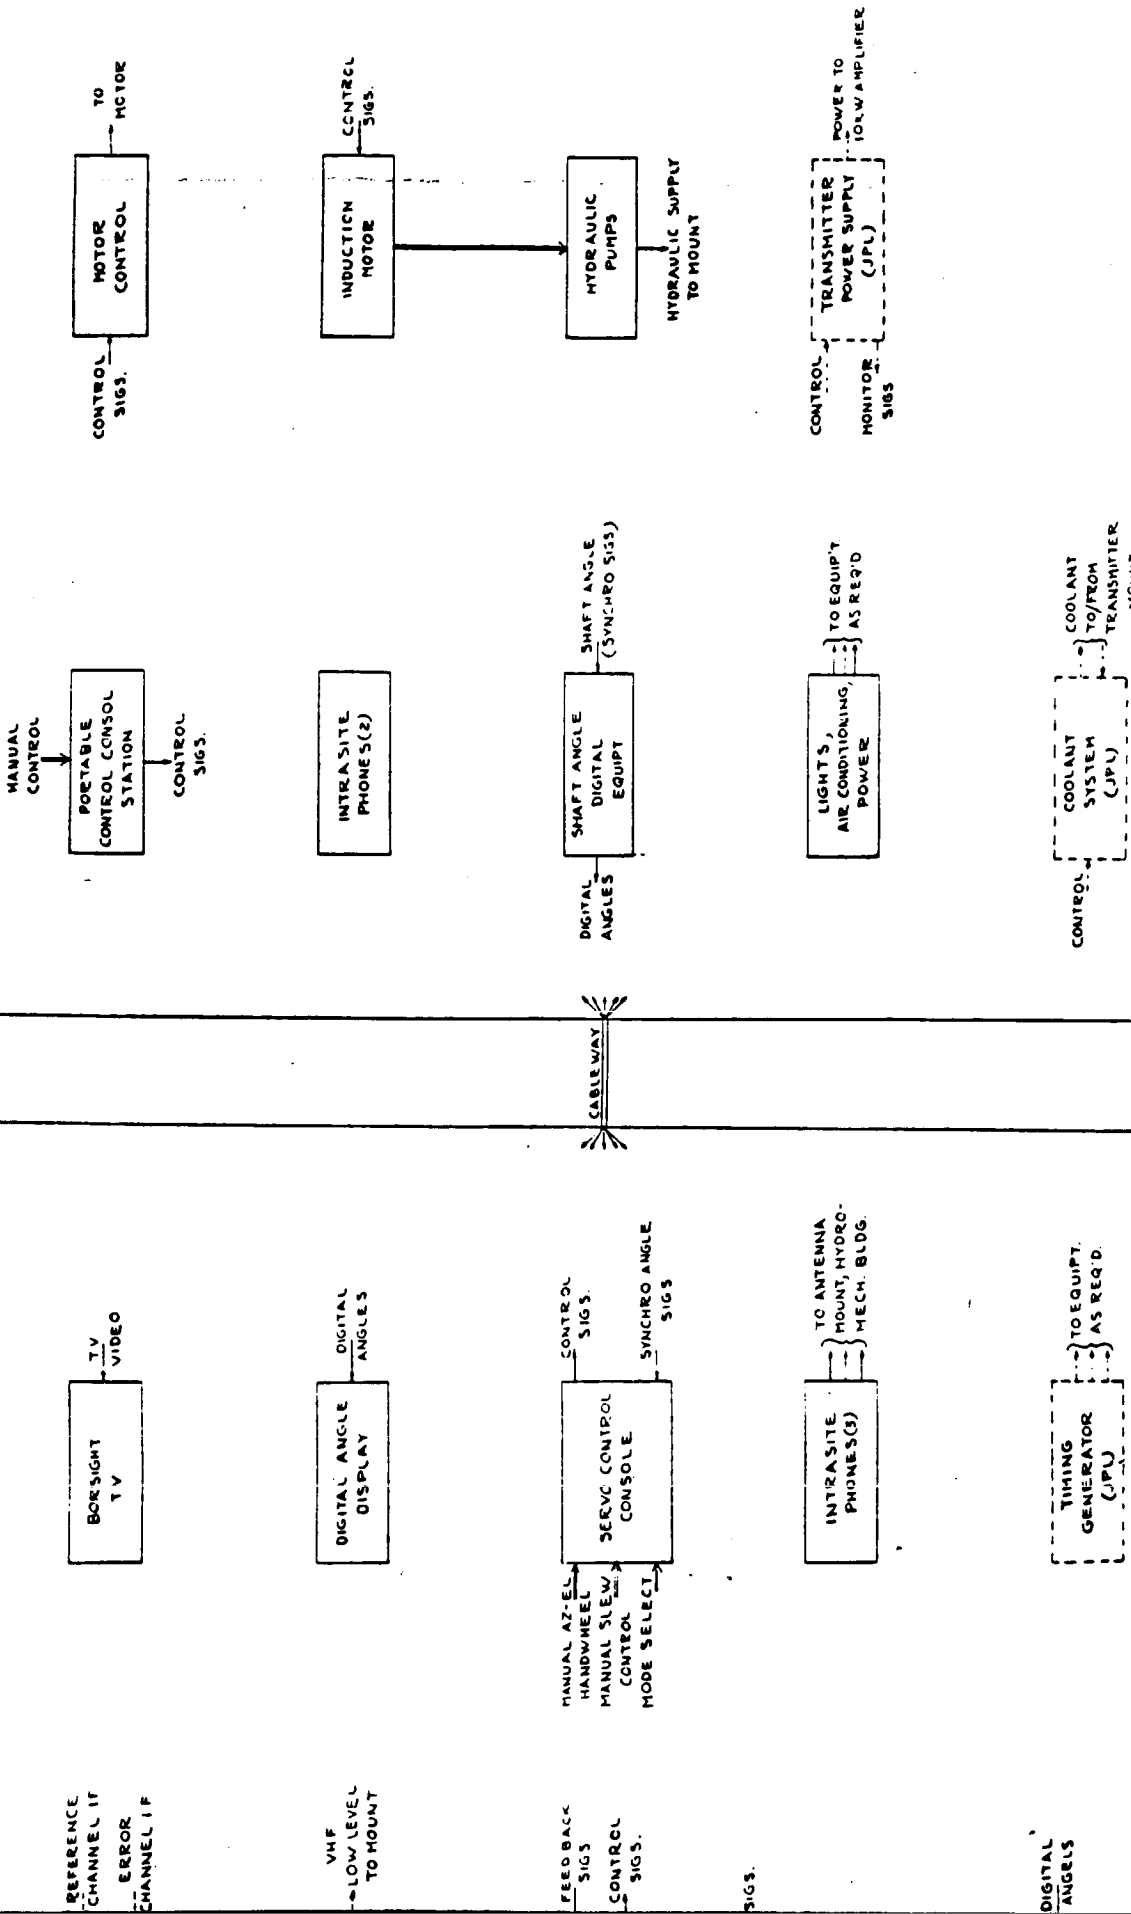 REFERENCE
CHANNEL IF
ERROR
CHANNEL IF
BORSIGHT
TV
TV
VIDEO
MANUAL
CONTROL
PORTABLE
CONTROL CONSOL
STATION
CONTROL
SIGS.
CONTROL
SIGS.
MOTOR
CONTROL
TO
MOTOR
VHF
LOW LEVEL
TO MOUNT
DIGITAL ANGLE
DISPLAY
DIGITAL
ANGLES
INTRASITE
PHONES(2)
INDUCTION
MOTOR
CONTROL
SIGS.
FEEDBACK
SIGS
CONTROL
SIGS.
MANUAL AZ-EL
HANDWHEEL
MANUAL SLEW
CONTROL
MODE SELECT
SERVO CONTROL
CONSOLE
CONTROL
SIGS.
SYNCHRO ANGLE
SIGS
CABLEWAY
DIGITAL
ANGLES
SHAFT ANGLE
DIGITAL
EQUIPT
SHAFT ANGLE
(SYNCHRO SIGS)
HYDRAULIC
PUMPS
HYDRAULIC SUPPLY
TO MOUNT
SIGS.
INTRASITE
PHONES(3)
TO ANTENNA
MOUNT, HYDRO-
MECH. BLDG.
LIGHTS,
AIR CONDITIONING,
POWER
TO EQUIP'T
AS REQ'D
CONTROL
MONITOR
SIGS
TRANSMITTER
POWER SUPPLY
(JPL)
POWER TO
10KW AMPLIFIER
DIGITAL
ANGELS
TIMING
GENERATOR
(JPL)
TO EQUIPT.
AS REQ'D.
CONTROL
COOLANT
SYSTEM
(JPL)
COOLANT
TO/FROM
TRANSMITTER